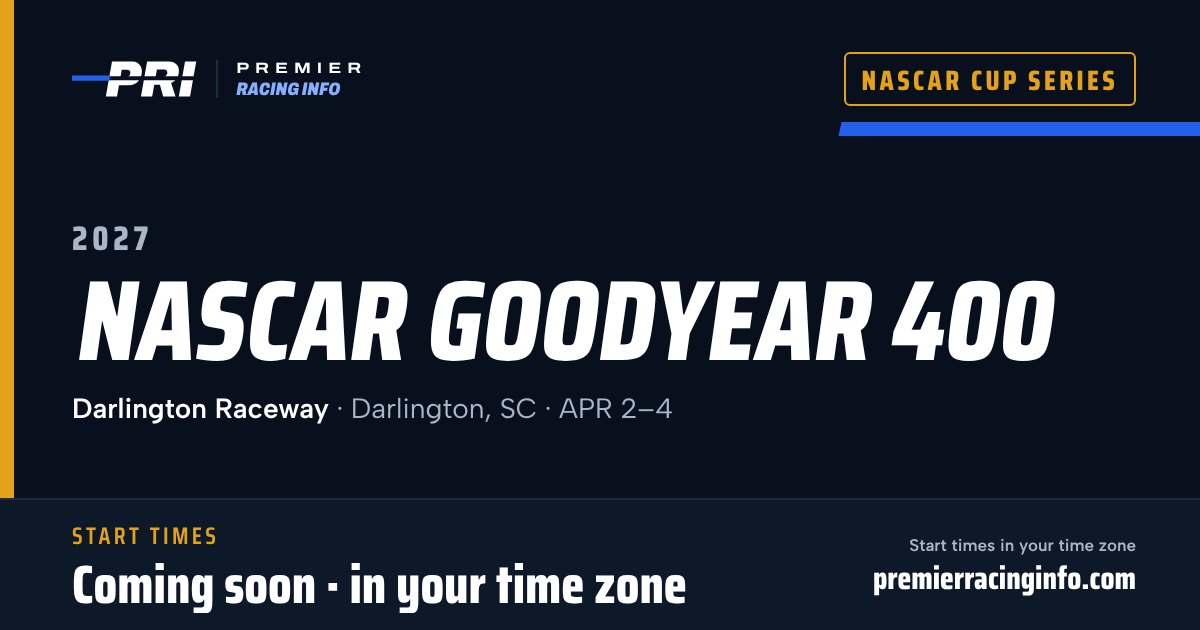 PRI
PREMIER
RACING INFO
NASCAR CUP SERIES
2027
NASCAR GOODYEAR 400
Darlington Raceway · Darlington, SC · APR 2–4
START TIMES
Coming soon · in your time zone
Start times in your time zone
premierracinginfo.com